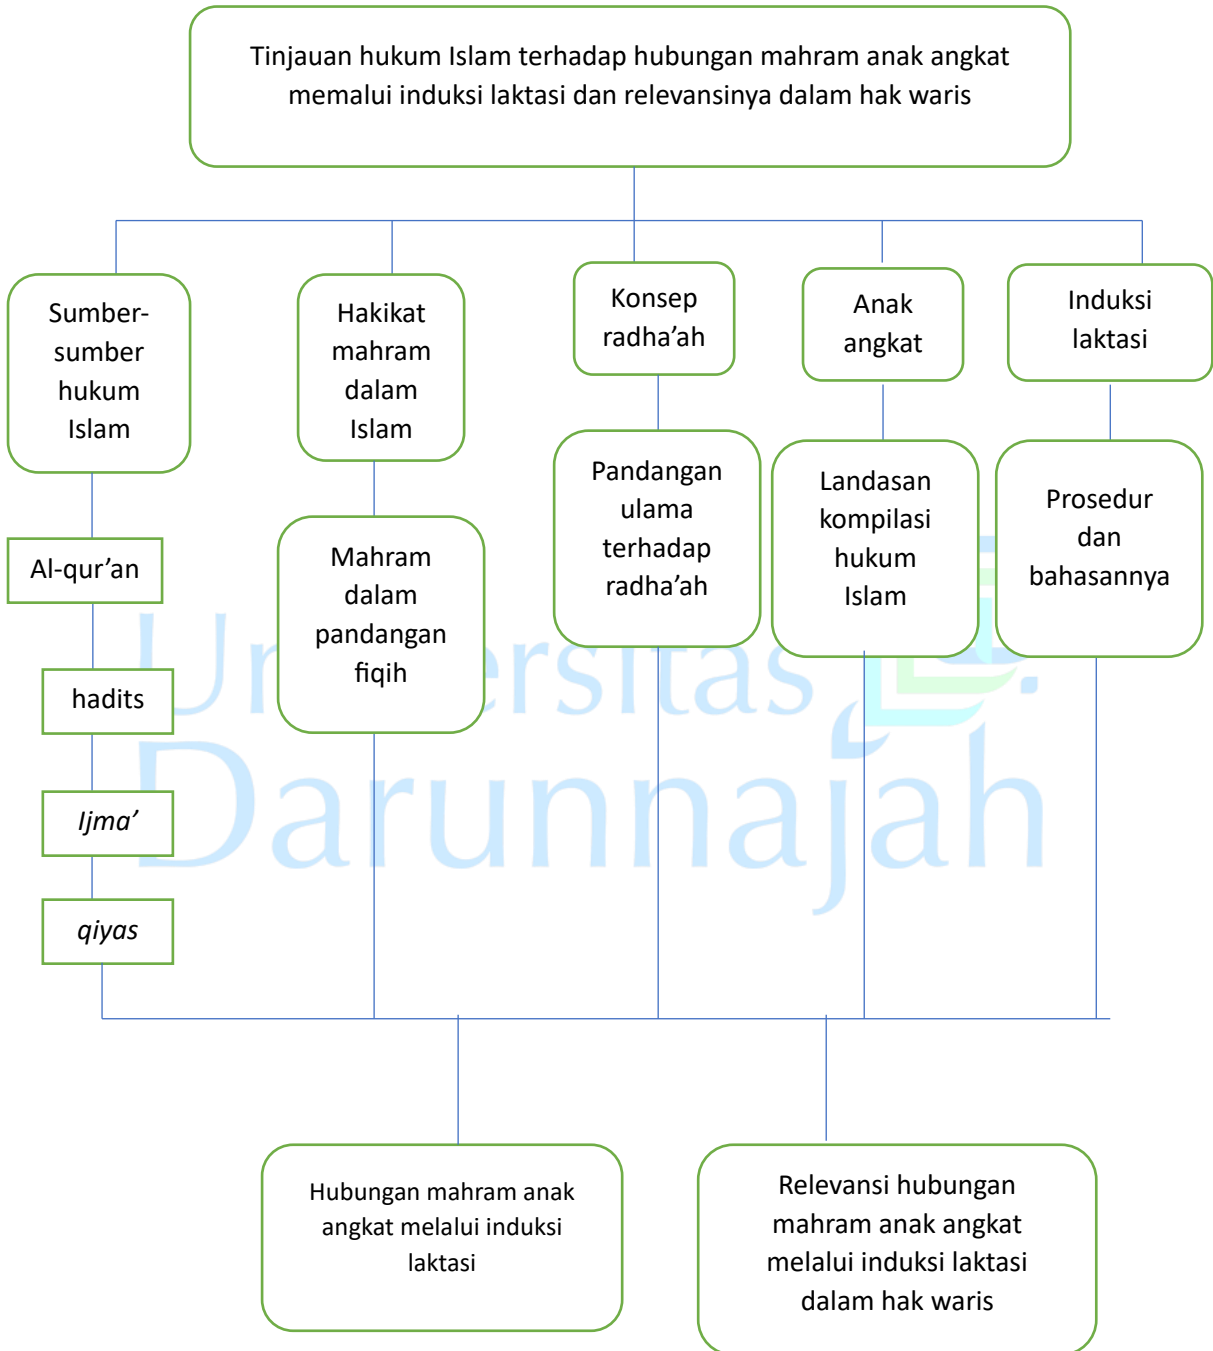 Tinjauan hukum Islam terhadap hubungan mahram anak angkat
memalui induksi laktasi dan relevansinya dalam hak waris
Sumber-
sumber
hukum
Islam
Hakikat
mahram
dalam
Islam
Konsep
radha’ah
Anak
angkat
Induksi
laktasi
Al-qur’an
hadits
Ijma’
qiyas
Mahram
dalam
pandangan
fiqih
Pandangan
ulama
terhadap
radha’ah
Landasan
kompilasi
hukum
Islam
Prosedur
dan
bahasannya
Universitas
Darunnajah
Hubungan mahram anak
angkat melalui induksi
laktasi
Relevansi hubungan
mahram anak angkat
melalui induksi laktasi
dalam hak waris